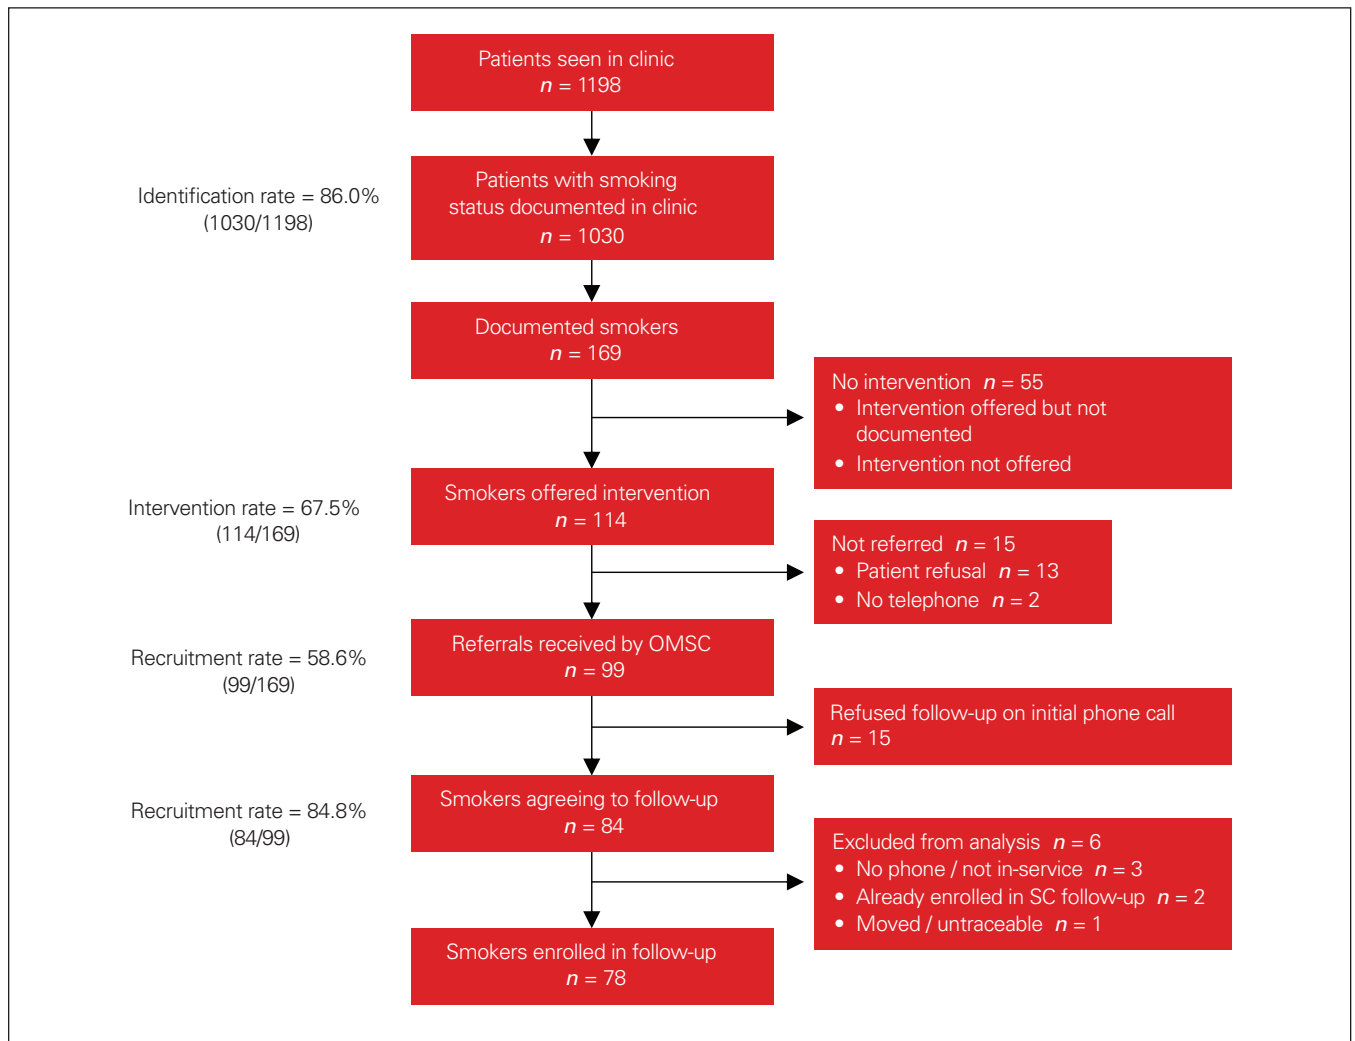 Patients seen in clinic
n = 1198
Identification rate = 86.0%
(1030/1198)
Patients with smoking
status documented in clinic
n = 1030
Documented smokers
n = 169
No intervention n = 55
• Intervention offered but not
documented
• Intervention not offered
Intervention rate = 67.5%
(114/169)
Smokers offered intervention
n = 114
Not referred n = 15
• Patient refusal n = 13
• No telephone n = 2
Recruitment rate = 58.6%
(99/169)
Referrals received by OMSC
n = 99
Refused follow-up on initial phone call
n = 15
Recruitment rate = 84.8%
(84/99)
Smokers agreeing to follow-up
n = 84
Excluded from analysis n = 6
• No phone / not in-service n = 3
• Already enrolled in SC follow-up n = 2
• Moved / untraceable n = 1
Smokers enrolled in follow-up
n = 78